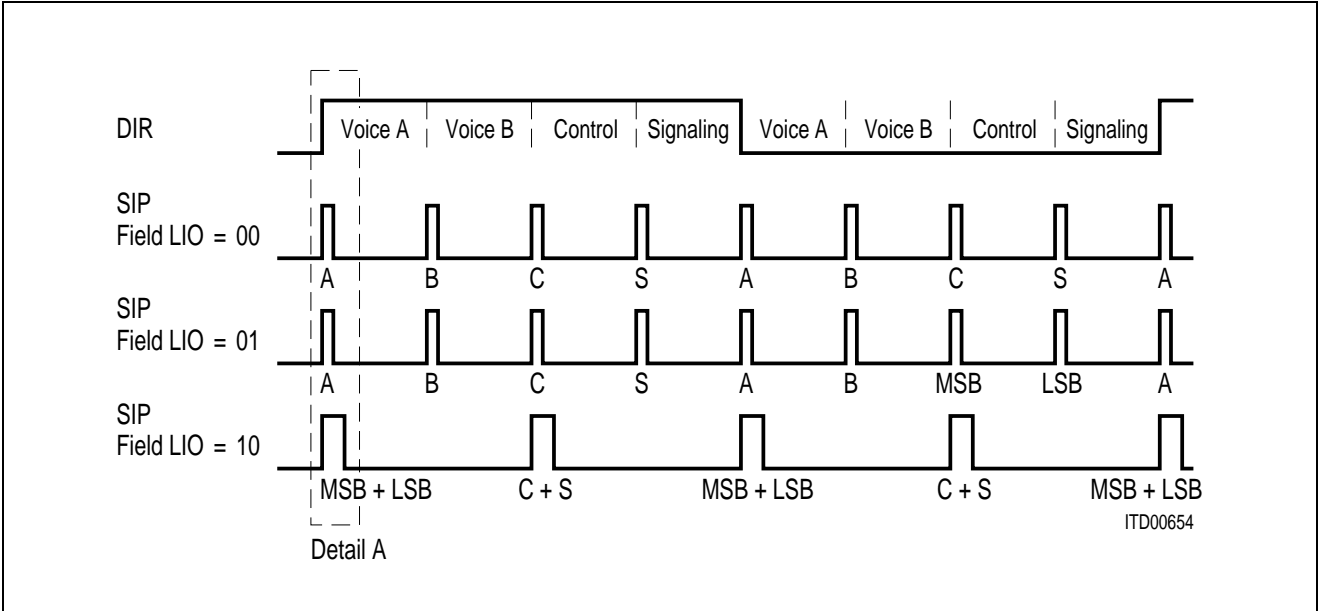 DIR
Voice A Voice B Control Signaling Voice A Voice B Control Signaling
SIP
Field LIO = 00
A B C S A B C S A
SIP
Field LIO = 01
A B C S A B MSB LSB A
SIP
Field LIO = 10
MSB + LSB C + S MSB + LSB C + S MSB + LSB
ITD00654
Detail A